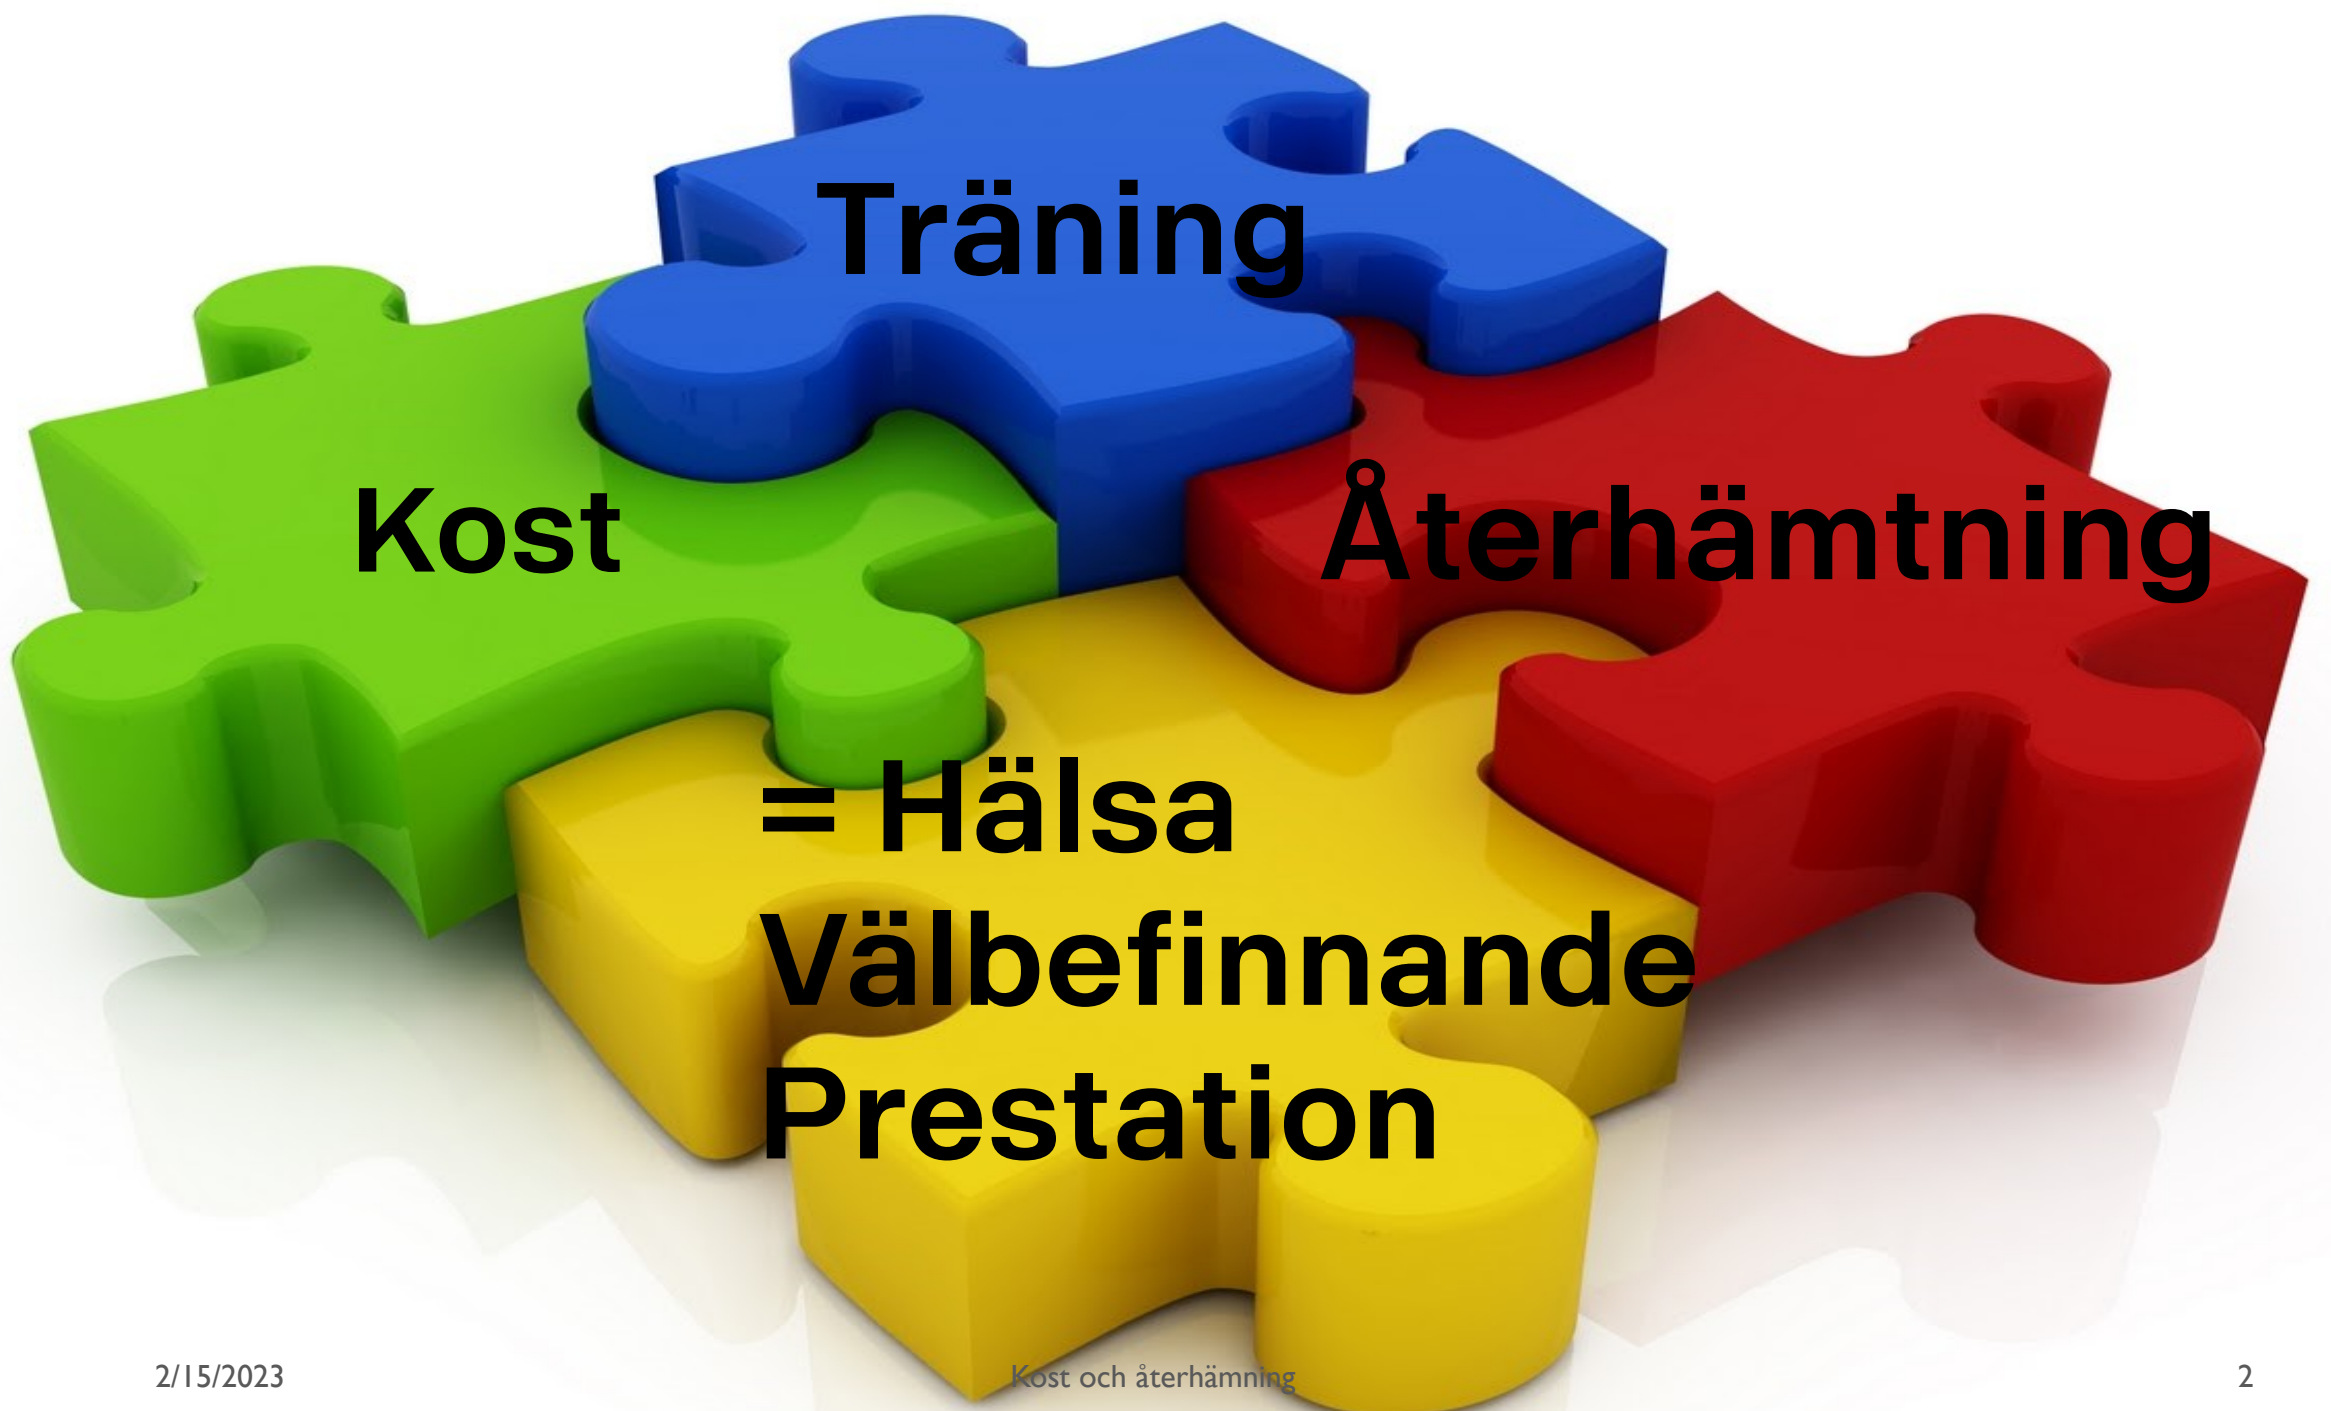 Träning
Kost
Återhämtning
= Hälsa
Välbefinnande
Prestation
2/15/2023
Kost och återhämning
2